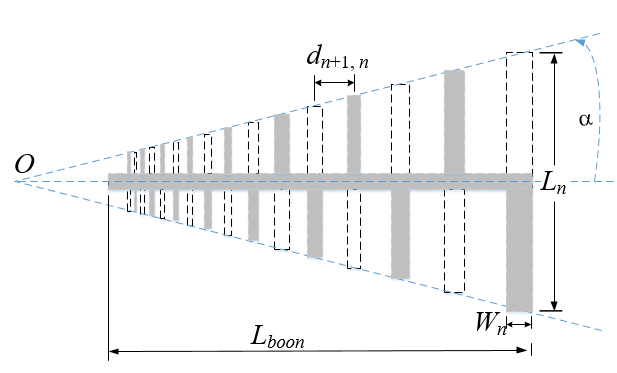 d_{n+1, n}
O
α
L_n
W_n
L_{boon}